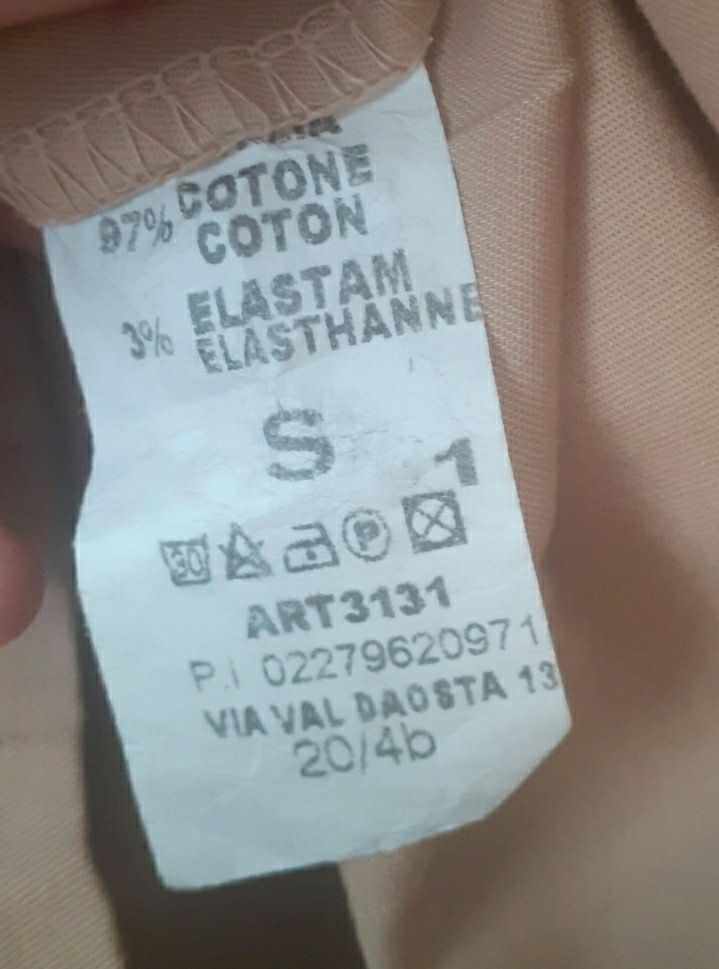 97% COTONE
COTON
3% ELASTAM
ELASTHANNE
S
1
30 P
ART3131
P.i 02279620971
VIA VAL DAOSTA 13
20/4b